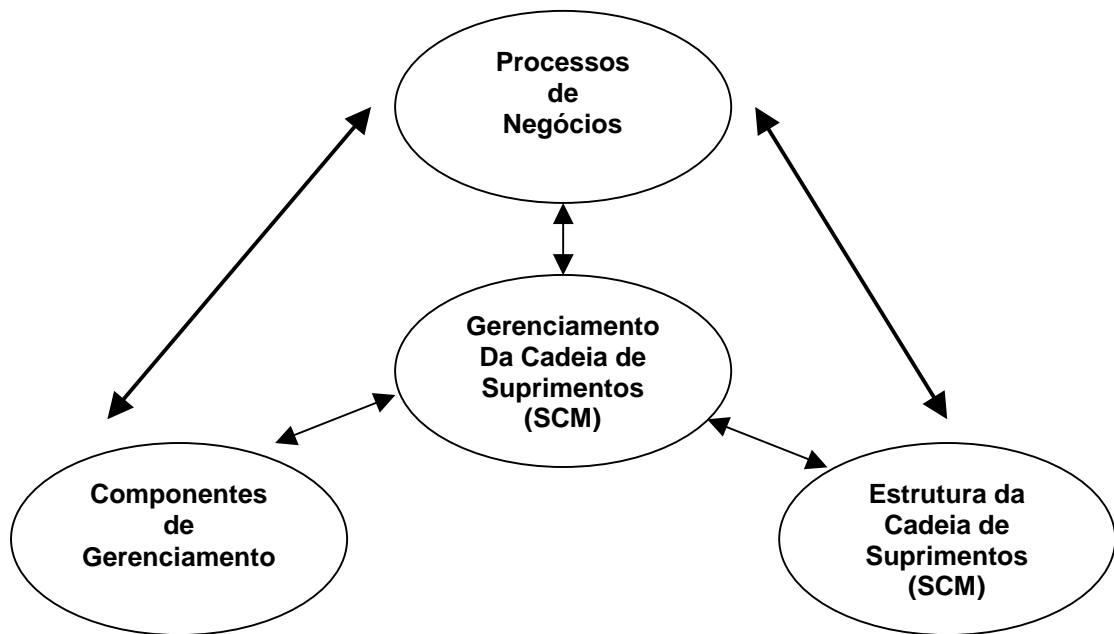 Processos
de
Negócios
Gerenciamento
Da Cadeia de
Suprimentos
(SCM)
Componentes
de
Gerenciamento
Estrutura da
Cadeia de
Suprimentos
(SCM)